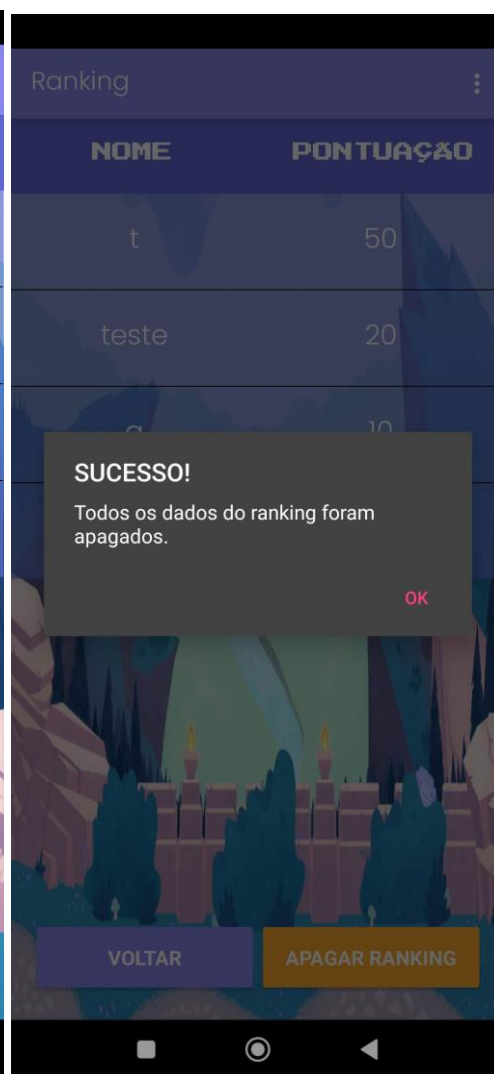 Ranking
NOME PONTUAÇÃO
t 50
teste 20
a 10
SUCESSO!
Todos os dados do ranking foram
apagados.
OK
VOLTAR APAGAR RANKING